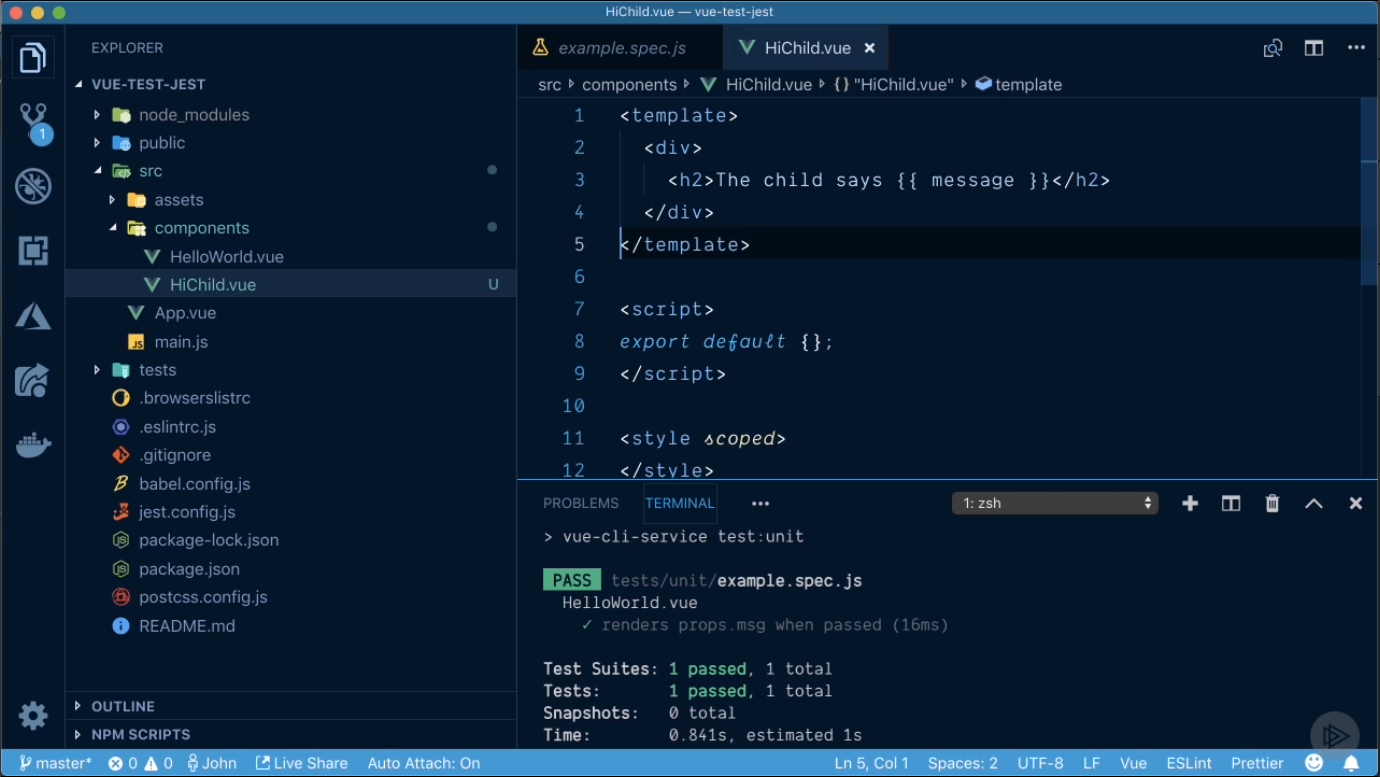 HiChild.vue — vue-test-jest
EXPLORER
VUE-TEST-JEST
node_modules
public
src
assets
components
HelloWorld.vue
HiChild.vue U
App.vue
JS main.js
tests
.browserslistrc
.eslintrc.js
.gitignore
babel.config.js
jest.config.js
package-lock.json
package.json
postcss.config.js
README.md
OUTLINE
NPM SCRIPTS
1
example.spec.js
HiChild.vue ×
src components HiChild.vue {} "HiChild.vue" template
1 <template>
2 <div>
3 <h2>The child says {{ message }}</h2>
4 </div>
5 </template>
6
7 <script>
8 export default {};
9 </script>
10
11 <style scoped>
12 </style>
PROBLEMS TERMINAL ••• 1: zsh
> vue-cli-service test:unit
PASS tests/unit/example.spec.js
HelloWorld.vue
✓ renders props.msg when passed (16ms)
Test Suites: 1 passed, 1 total
Tests: 1 passed, 1 total
Snapshots: 0 total
Time: 0.841s, estimated 1s
master* 0 0 John Live Share Auto Attach: On Ln 5, Col 1 Spaces: 2 UTF-8 LF Vue ESLint Prettier